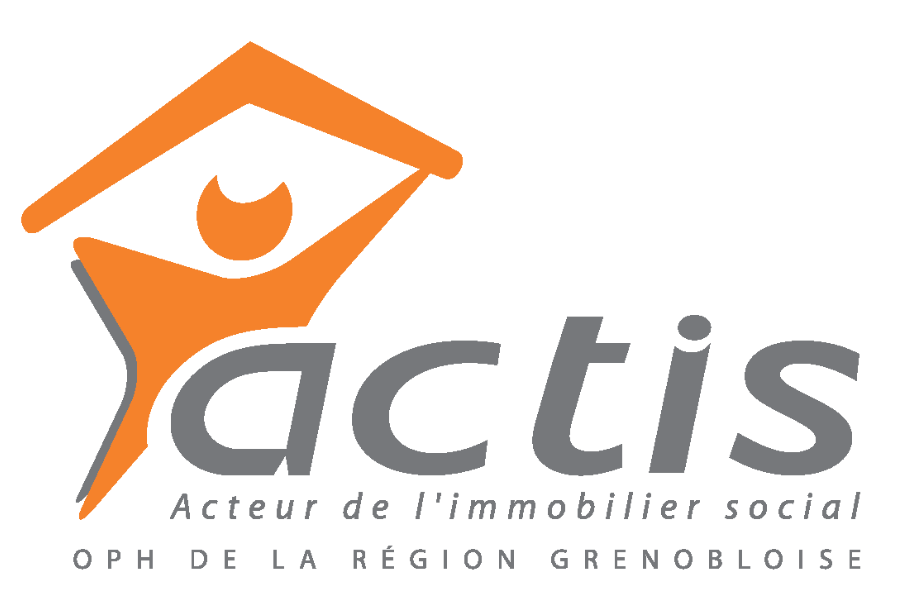 actis
Acteur de l'immobilier social
OPH DE LA RÉGION GRENOBLOISE